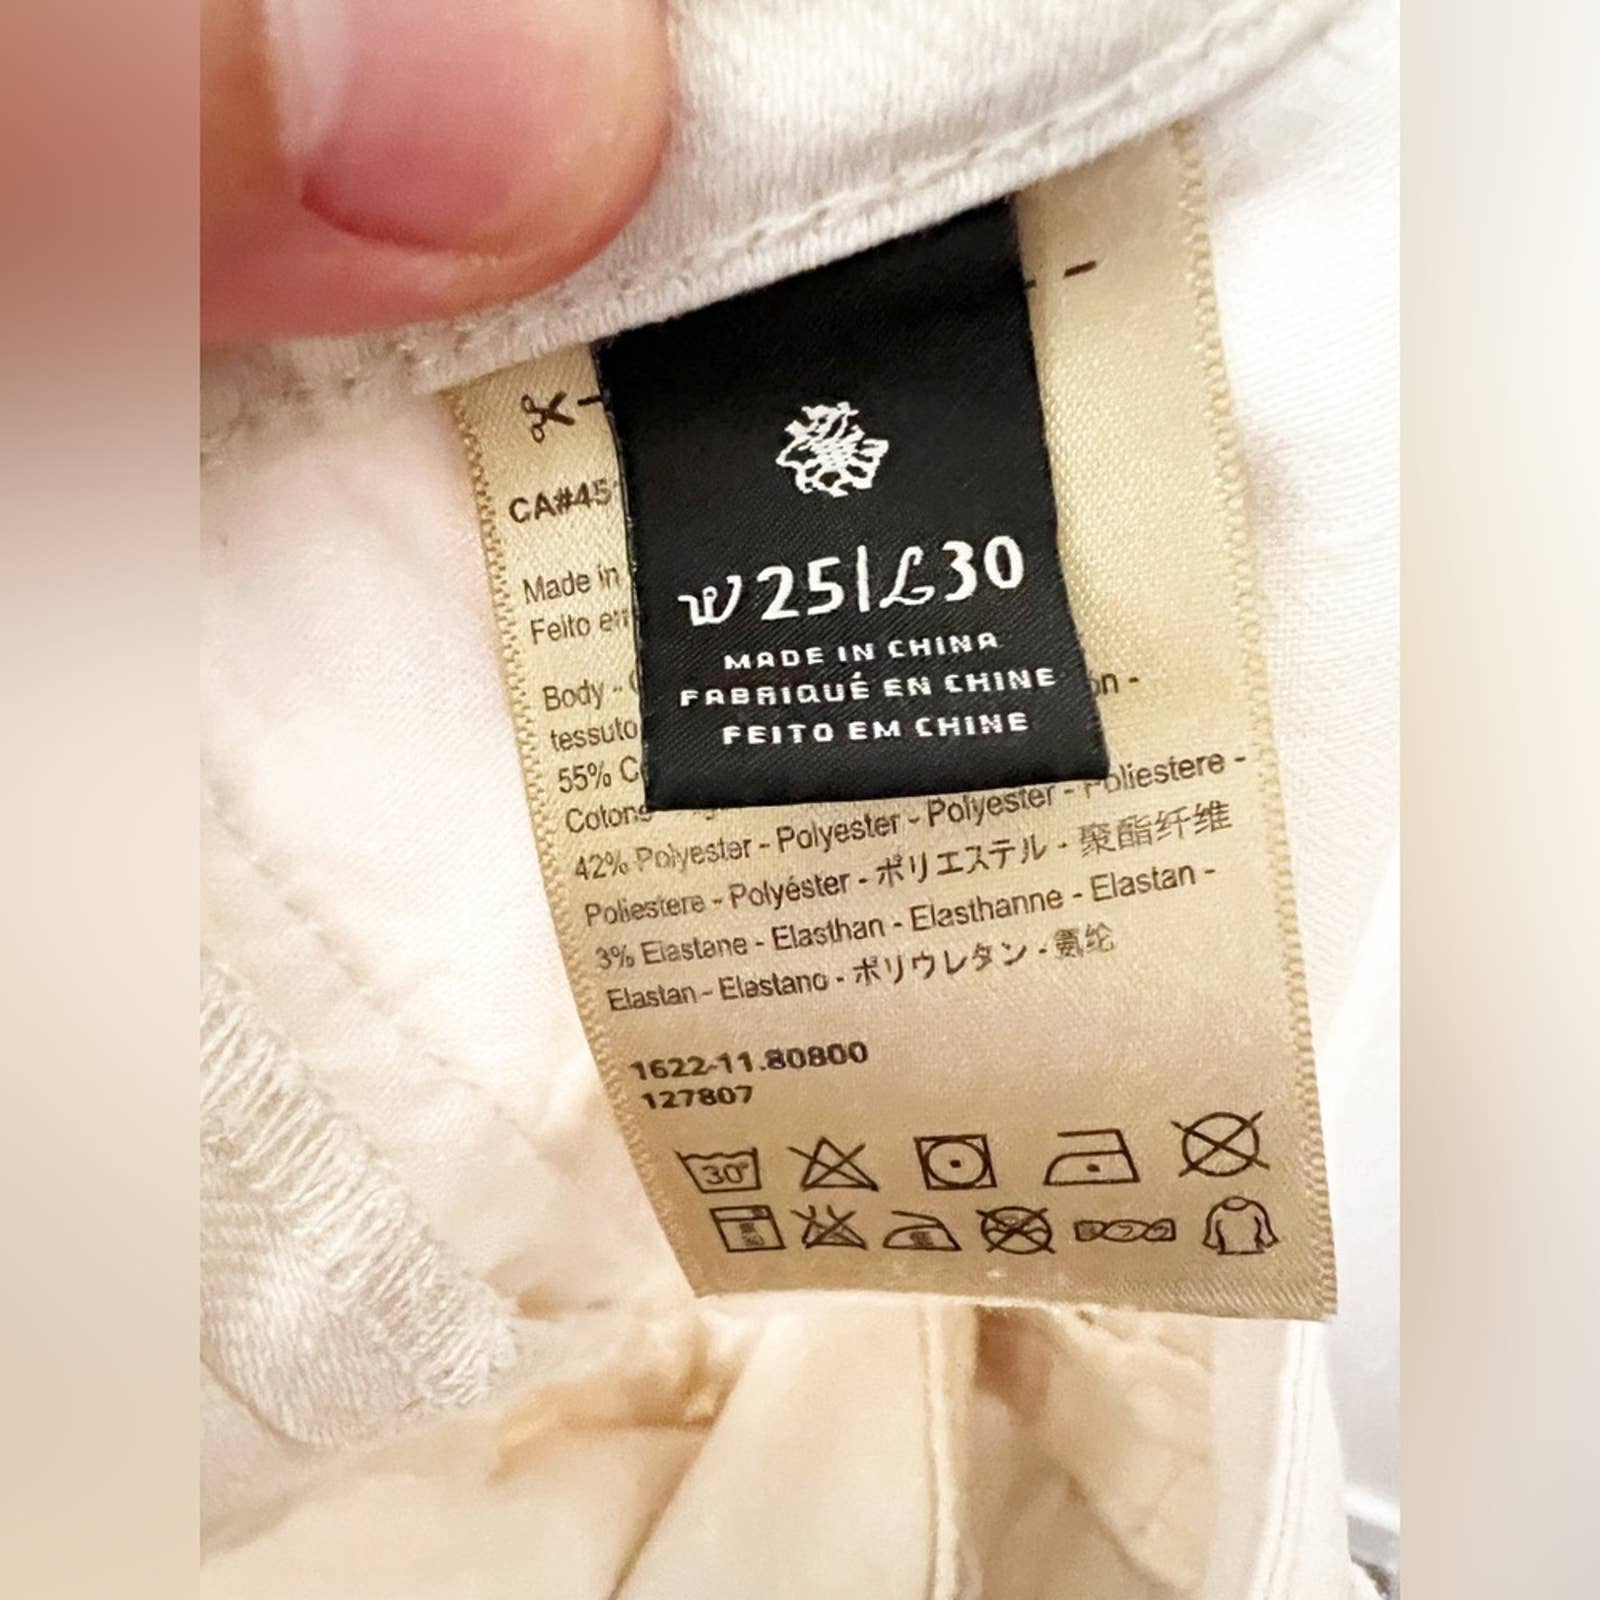 W25|L30
MADE IN CHINA
FABRIQUÉ EN CHINE
FEITO EM CHINE
CA#45
Made in
Feito em
Body -
tessuto
55%
42% Polyester - Polyester - Polyester - Poliestere -
Poliestere - Polyéster - ポリエステル - 聚酯纤维
3% Elastane - Elasthan - Elasthanne - Elastan -
Elastan - Elastano - ポリウレタン - 氨纶
1622-11.80800
127807
30°